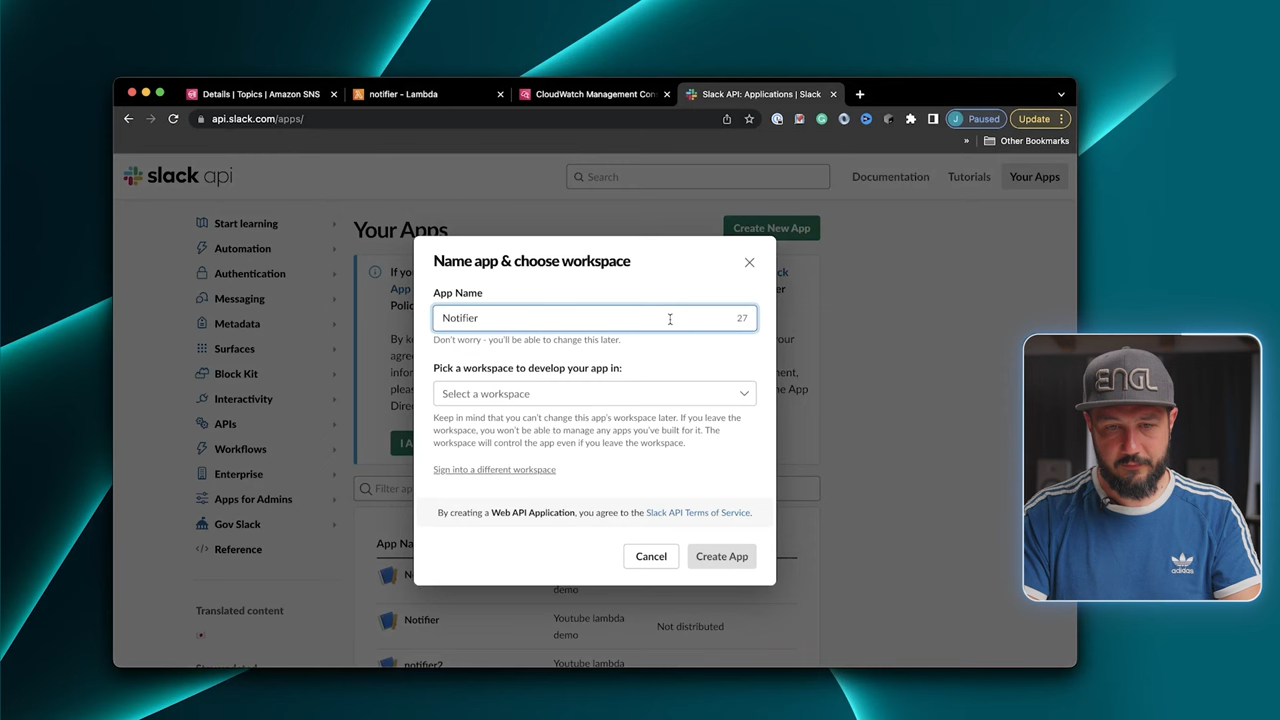 Details | Topics | Amazon SNS
notifier - Lambda
CloudWatch Management Con
Slack API: Applications | Slack
api.slack.com/apps/
J Paused
Update
»
Other Bookmarks
slack api
Search
Documentation
Tutorials
Your Apps
Start learning
Automation
Authentication
Messaging
Metadata
Surfaces
Block Kit
Interactivity
APIs
Workflows
Enterprise
Apps for Admins
Gov Slack
Reference
Translated content
Your Apps
Create New App
Name app & choose workspace
App Name
Notifier
27
Don't worry - you'll be able to change this later.
Pick a workspace to develop your app in:
Select a workspace
Keep in mind that you can't change this app's workspace later. If you leave the
workspace, you won't be able to manage any apps you've built for it. The
workspace will control the app even if you leave the workspace.
Sign into a different workspace
By creating a Web API Application, you agree to the Slack API Terms of Service.
Cancel
Create App
Filter
App
demo
Notifier
Youtube lambda
demo
Not distributed
notifier2
Youtube lambda
ENGL
adidas